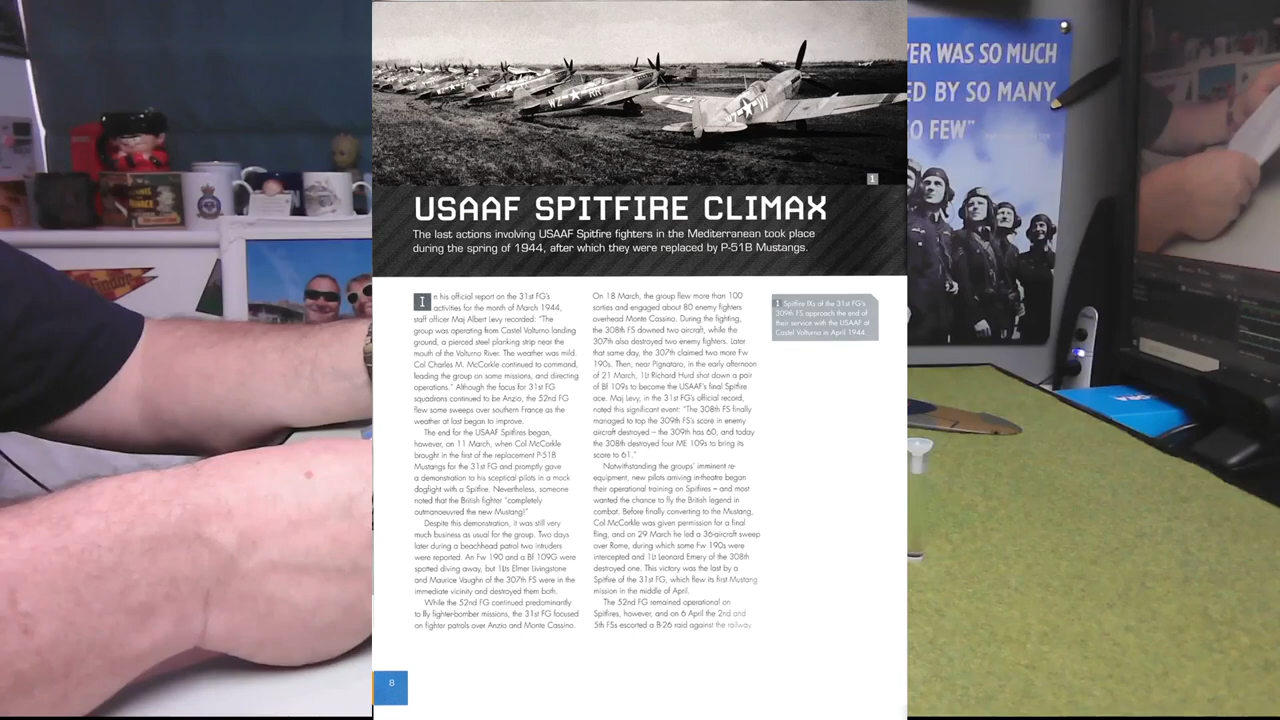 1
USAAF SPITFIRE CLIMAX
The last actions involving USAAF Spitfire fighters in the Mediterranean took place
during the spring of 1944, after which they were replaced by P-51B Mustangs.
In his official report on the 31st FG's
activities for the month of March 1944,
staff officer Maj Albert Levy recorded: "The
group was operating from Castel Volturno landing
ground, a pierced steel planking strip near the
mouth of the Volturno River. The weather was mild.
Col Charles M. McCorkle continued to command,
leading the group on some missions, and directing
operations." Although the focus for 31st FG
squadrons continued to be Anzio, the 52nd FG
flew some sweeps over southern France as the
weather at last began to improve.
The end for the USAAF Spitfires began,
however, on 11 March, when Col McCorkle
brought in the first of the replacement P-51B
Mustangs for the 31st FG and promptly gave
a demonstration to his sceptical pilots in a mock
dogfight with a Spitfire. Nevertheless, someone
noted that the British fighter "completely
outmanoeuvred the new Mustang!"
Despite this demonstration, it was still very
much business as usual for the group. Two days
later during a beachhead patrol two intruders
were reported. An Fw 190 and a Bf 109G were
spotted diving away, but 1Lts Elmer Livingstone
and Maurice Vaughn of the 307th FS were in the
immediate vicinity and destroyed them both.
While the 52nd FG continued predominantly
to fly fighter-bomber missions, the 31st FG focused
on fighter patrols over Anzio and Monte Cassino.
On 18 March, the group flew more than 100
sorties and engaged about 80 enemy fighters
overhead Monte Cassino. During the fighting,
the 308th FS downed two aircraft, while the
307th also destroyed two enemy fighters. Later
that same day, the 307th claimed two more Fw
190s. Then, near Pignataro, in the early afternoon
of 21 March, 1Lt Richard Hurd shot down a pair
of Bf 109s to become the USAAF's final Spitfire
ace. Maj Levy, in the 31st FG's official record,
noted this significant event: "The 308th FS finally
managed to top the 309th FS's score in enemy
aircraft destroyed – the 309th has 60, and today
the 308th destroyed four ME 109s to bring its
score to 61."
Notwithstanding the groups' imminent re-
equipment, new pilots arriving in-theatre began
their operational training on Spitfires – and most
wanted the chance to fly the British legend in
combat. Before finally converting to the Mustang,
Col McCorkle was given permission for a final
fling, and on 29 March he led a 36-aircraft sweep
over Rome, during which some Fw 190s were
intercepted and 1Lt Leonard Emery of the 308th
destroyed one. This victory was the last by a
Spitfire of the 31st FG, which flew its first Mustang
mission in the middle of April.
The 52nd FG remained operational on
Spitfires, however, and on 6 April the 2nd and
5th FSs escorted a B-26 raid against the railway
1 Spitfire IXs of the 31st FG's
309th FS approach the end of
their service with the USAAF at
Castel Volturno in April 1944.
8
ER WAS SO MUCH
ED BY SO MANY
O FEW"